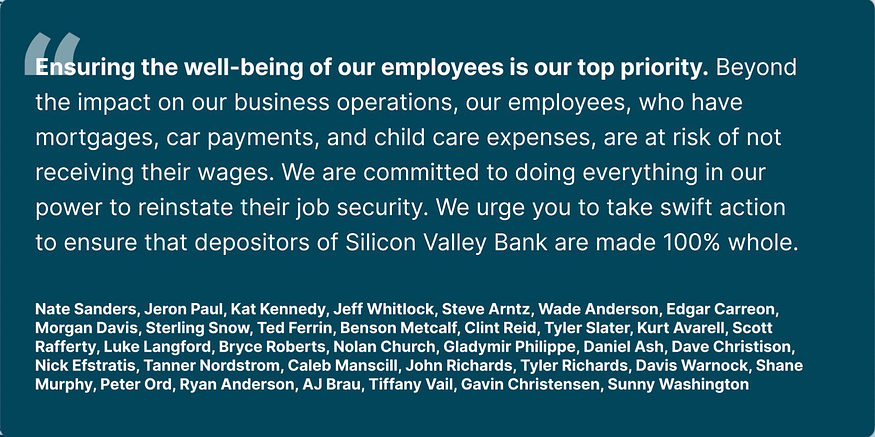 “
Ensuring the well-being of our employees is our top priority. Beyond
the impact on our business operations, our employees, who have
mortgages, car payments, and child care expenses, are at risk of not
receiving their wages. We are committed to doing everything in our
power to reinstate their job security. We urge you to take swift action
to ensure that depositors of Silicon Valley Bank are made 100% whole.
Nate Sanders, Jeron Paul, Kat Kennedy, Jeff Whitlock, Steve Arntz, Wade Anderson, Edgar Carreon,
Morgan Davis, Sterling Snow, Ted Ferrin, Benson Metcalf, Clint Reid, Tyler Slater, Kurt Avarell, Scott
Rafferty, Luke Langford, Bryce Roberts, Nolan Church, Gladymir Philippe, Daniel Ash, Dave Christison,
Nick Efstratis, Tanner Nordstrom, Caleb Manscill, John Richards, Tyler Richards, Davis Warnock, Shane
Murphy, Peter Ord, Ryan Anderson, AJ Brau, Tiffany Vail, Gavin Christensen, Sunny Washington